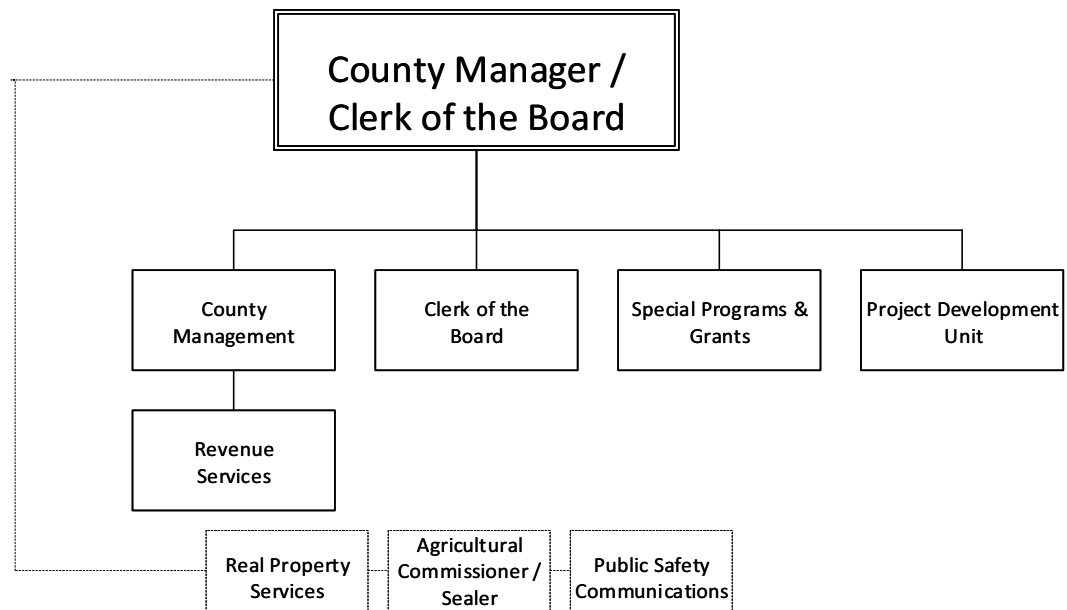 County Manager /
Clerk of the Board
County
Management
Clerk of the
Board
Special Programs &
Grants
Project Development
Unit
Revenue
Services
Real Property
Services
Agricultural
Commissioner /
Sealer
Public Safety
Communications